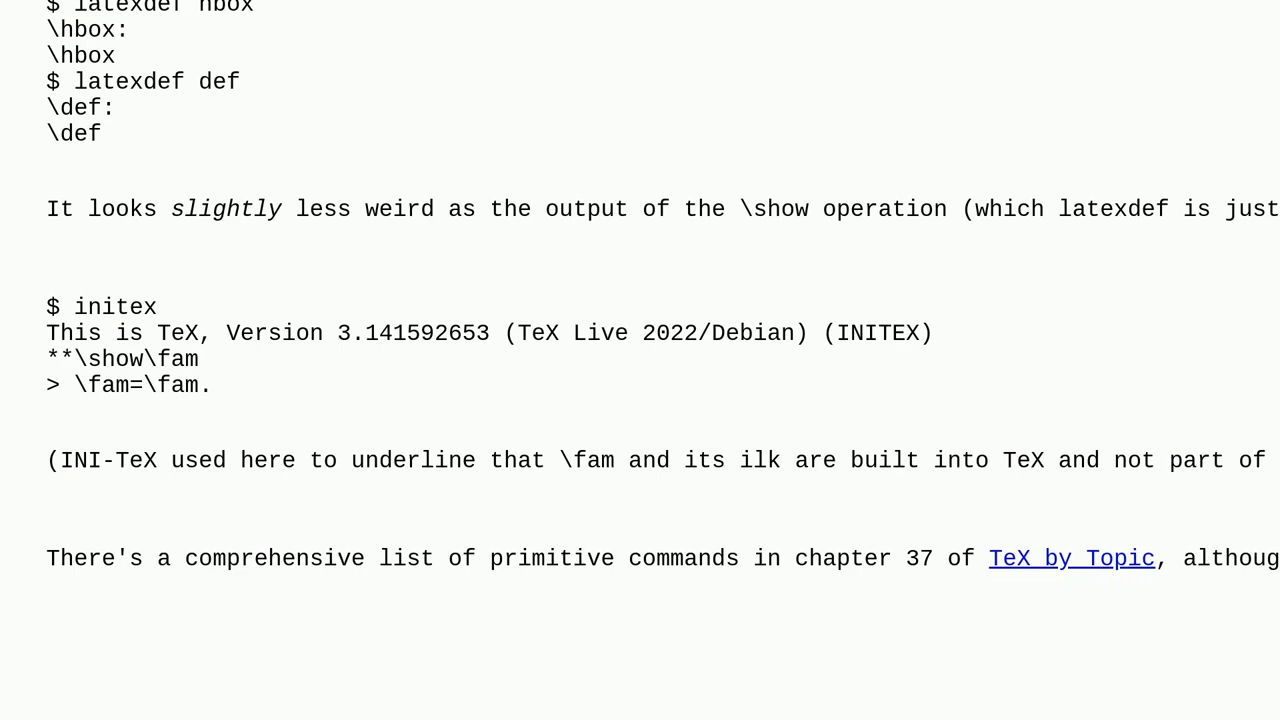 $ latexdef hbox
\hbox:
\hbox
$ latexdef def
\def:
\def
It looks slightly less weird as the output of the \show operation (which latexdef is just
$ initex
This is TeX, Version 3.141592653 (TeX Live 2022/Debian) (INITEX)
**\show\fam
> \fam=\fam.
(INI-TeX used here to underline that \fam and its ilk are built into TeX and not part of
There's a comprehensive list of primitive commands in chapter 37 of TeX by Topic, althoug